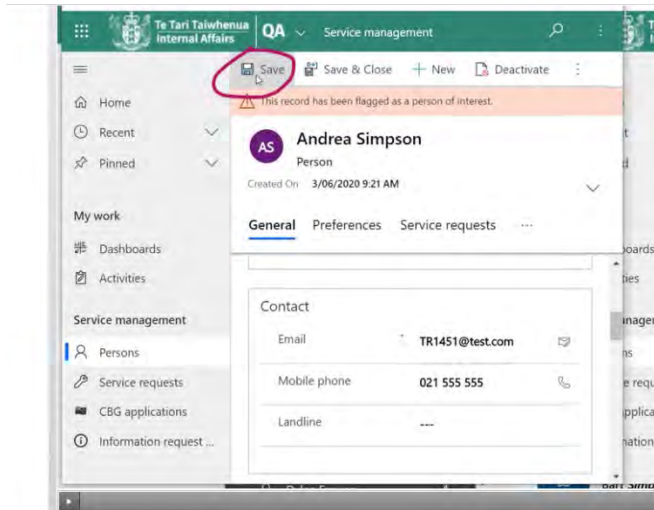 Te Tari Taiwhenua
Internal Affairs
QA
Service management
Save
Save & Close
New
Deactivate
This record has been flagged as a person of interest.
Home
Recent
Pinned
AS
Andrea Simpson
Person
Created On 3/06/2020 9:21 AM
My work
General Preferences Service requests ...
Dashboards
Activities
Contact
Service management
Email TR1451@test.com
Persons
Mobile phone 021 555 555
Service requests
CBG applications
Landline ---
Information request ...